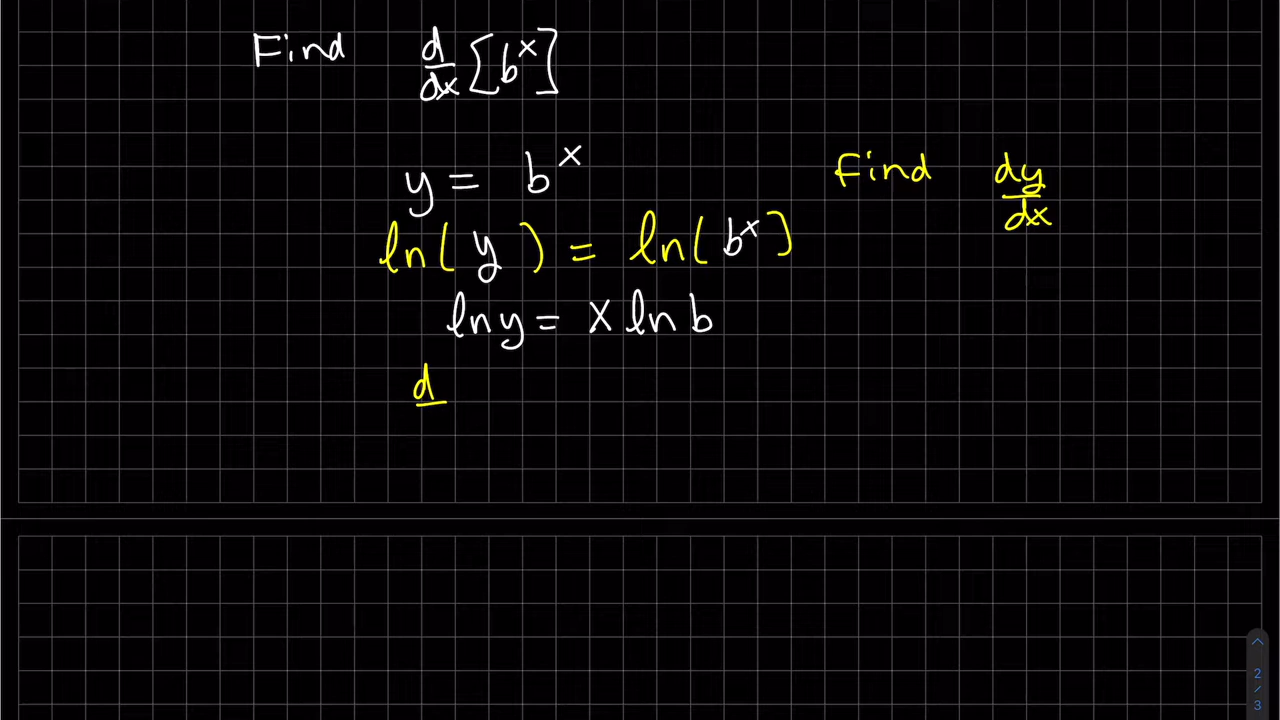 Find d/dx [b^x]
y = b^x Find dy/dx
ln( y ) = ln( b^x )
ln y = x ln b
d
2 / 3